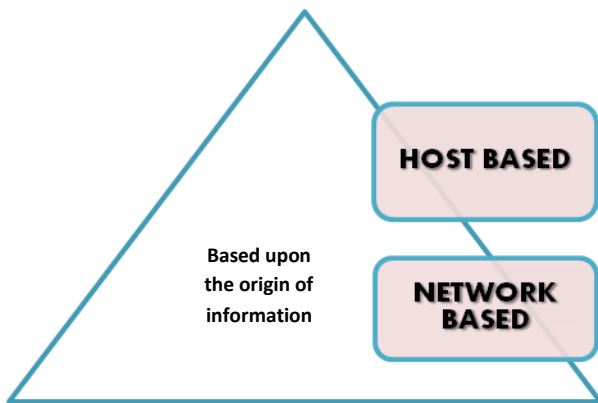 HOST BASED
Based upon
the origin of
information
NETWORK
BASED